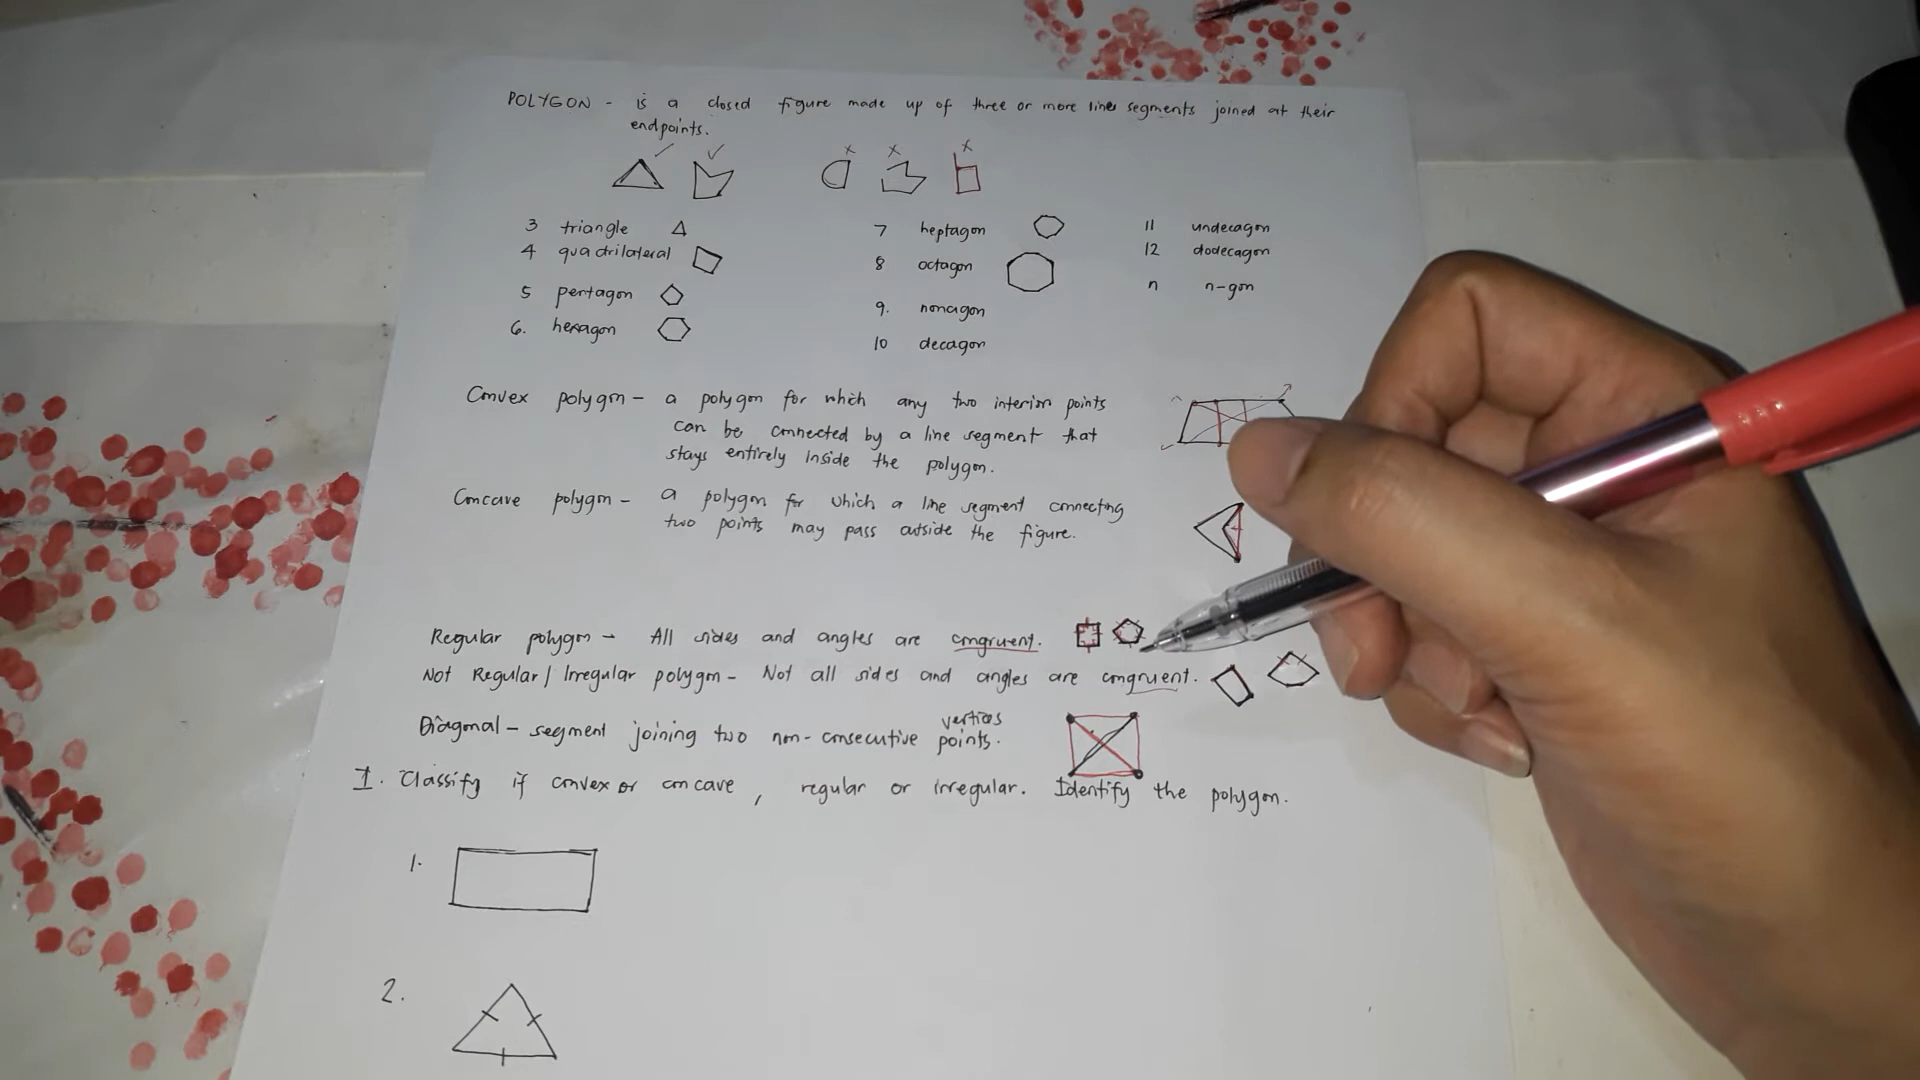 POLYGON - is a closed figure made up of three or more line segments joined at their
endpoints.
3 triangle
4 quadrilateral
5 pentagon
6. hexagon
7 heptagon
8 octagon
9. nonagon
10 decagon
11 undecagon
12 dodecagon
n n-gon
Convex polygon - a polygon for which any two interior points
can be connected by a line segment that
stays entirely inside the polygon.
Concave polygon - a polygon for which a line segment connecting
two points may pass outside the figure.
Regular polygon - All sides and angles are congruent.
Not Regular / Irregular polygon - Not all sides and angles are congruent.
vertices
Diagonal - segment joining two non-consecutive points.
I. Classify if convex or concave, regular or irregular. Identify the polygon.
1.
2.